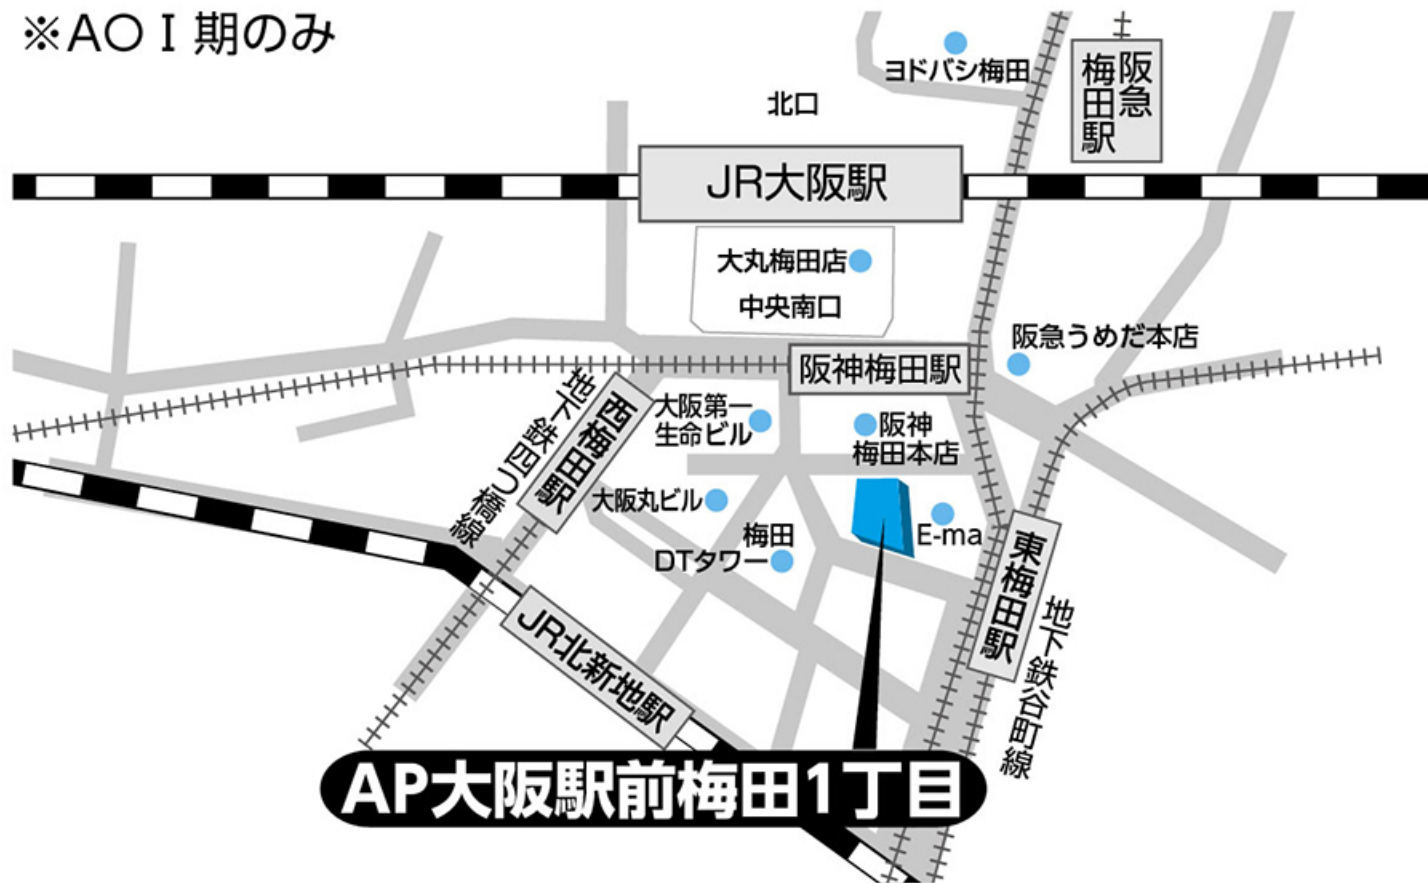 ※AO Ⅰ 期のみ
ヨドバシ梅田
阪急
梅田駅
北口
JR大阪駅
大丸梅田店
中央南口
阪急うめだ本店
阪神梅田駅
地下鉄四つ橋線
西梅田駅
大阪第一
生命ビル
阪神
梅田本店
大阪丸ビル
梅田
DTタワー
E-ma
東梅田駅
地下鉄谷町線
JR北新地駅
AP大阪駅前梅田1丁目